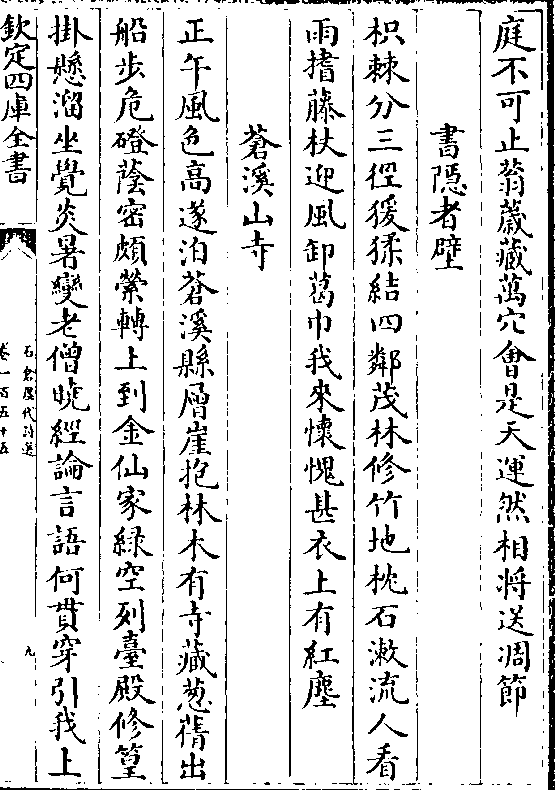 庭不可止蓊薉藏萬穴會是天運然相將送凋節
書隱者壁
枳棘分三徑猨猱結四鄰茂林修竹地枕石漱流人看
雨揩藤杖迎風卸葛巾我來懷愧甚衣上有紅塵
蒼溪山寺
正午風色高遂泊蒼溪縣層崖抱林木有寺藏葱蒨出
船步危磴蔭密頗縈轉上到金仙家緑空列臺殿修篁
掛懸溜坐覺炎暑變老僧曉經論言語何貫穿引我上
欽定四庫全書
石倉歷代詩選
卷一百五十五
九